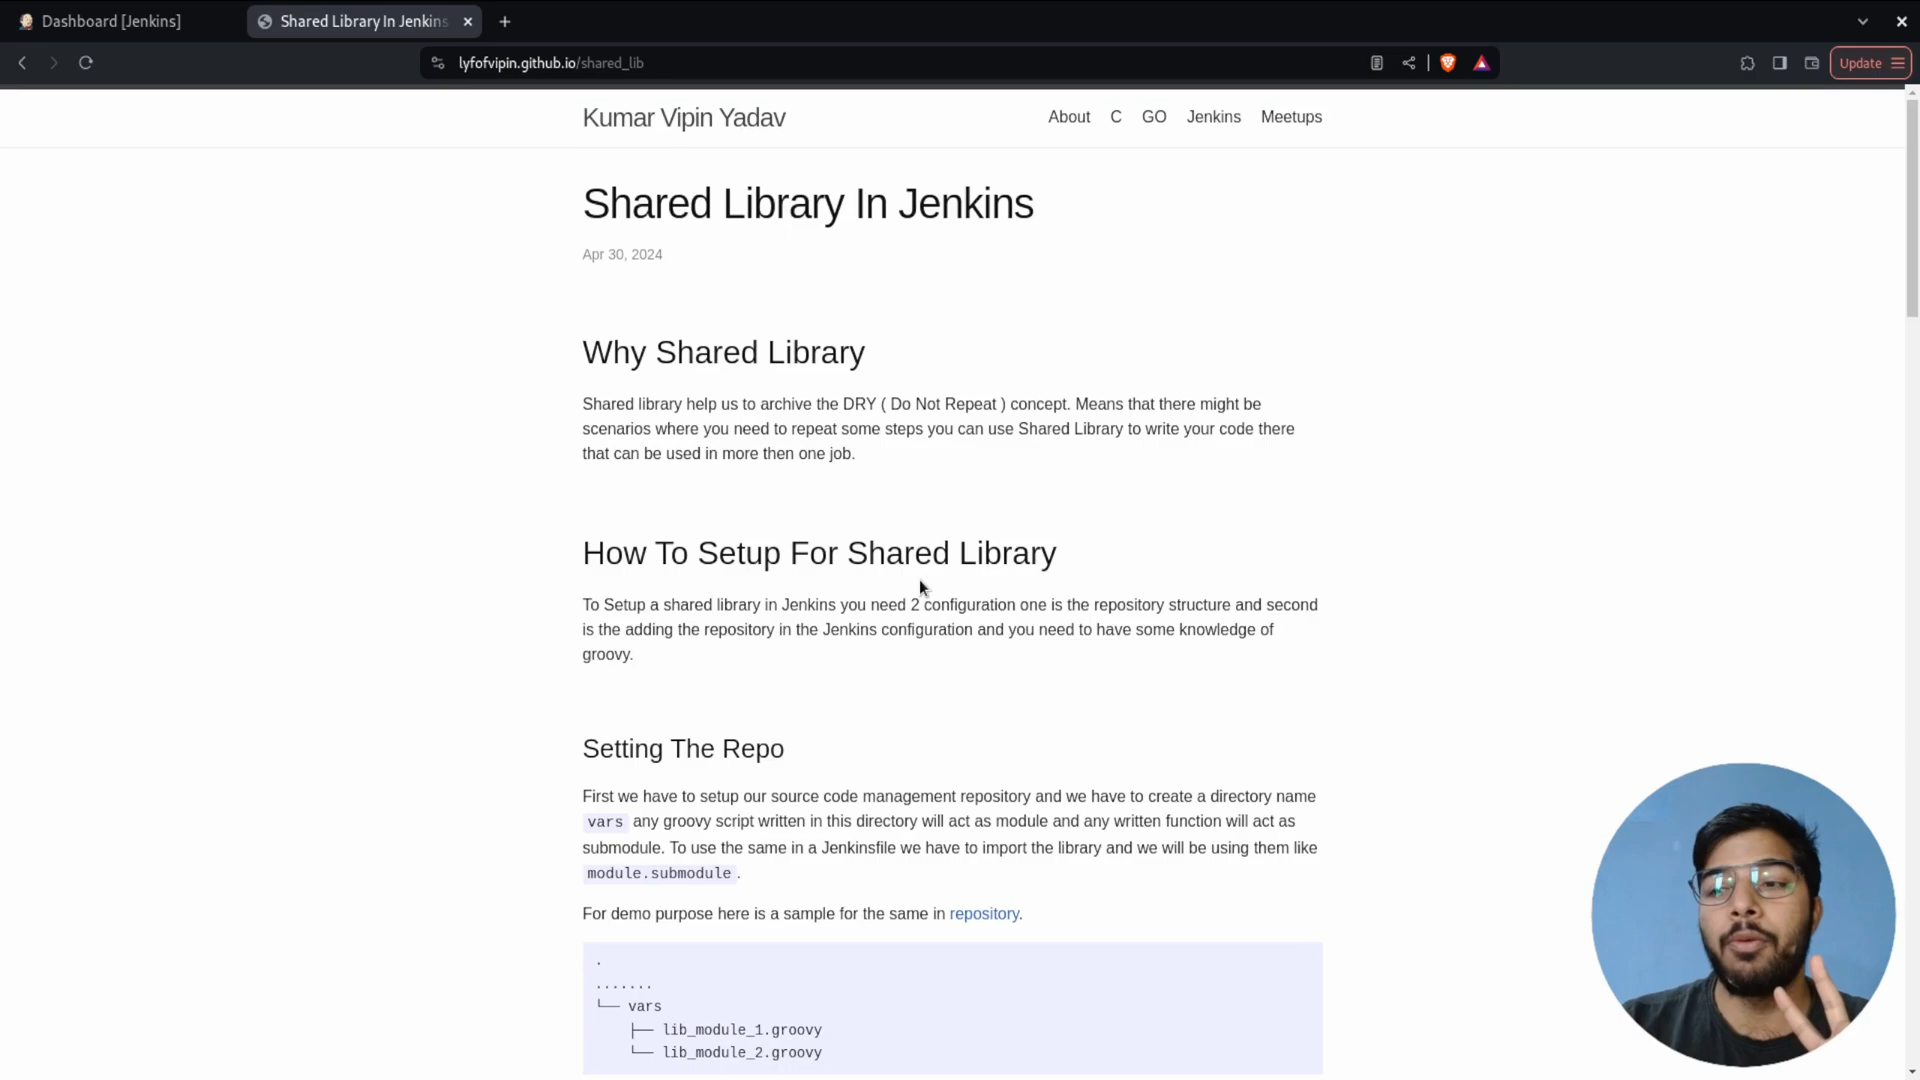 Dashboard [Jenkins]
Shared Library In Jenkins
lyfofvipin.github.io/shared_lib
Update
Kumar Vipin Yadav
About C GO Jenkins Meetups
Shared Library In Jenkins
Apr 30, 2024
Why Shared Library
Shared library help us to archive the DRY ( Do Not Repeat ) concept. Means that there might be
scenarios where you need to repeat some steps you can use Shared Library to write your code there
that can be used in more then one job.
How To Setup For Shared Library
To Setup a shared library in Jenkins you need 2 configuration one is the repository structure and second
is the adding the repository in the Jenkins configuration and you need to have some knowledge of
groovy.
Setting The Repo
First we have to setup our source code management repository and we have to create a directory name
vars any groovy script written in this directory will act as module and any written function will act as
submodule. To use the same in a Jenkinsfile we have to import the library and we will be using them like
module.submodule .
For demo purpose here is a sample for the same in repository.
.
.......
└── vars
    ├── lib_module_1.groovy
    └── lib_module_2.groovy